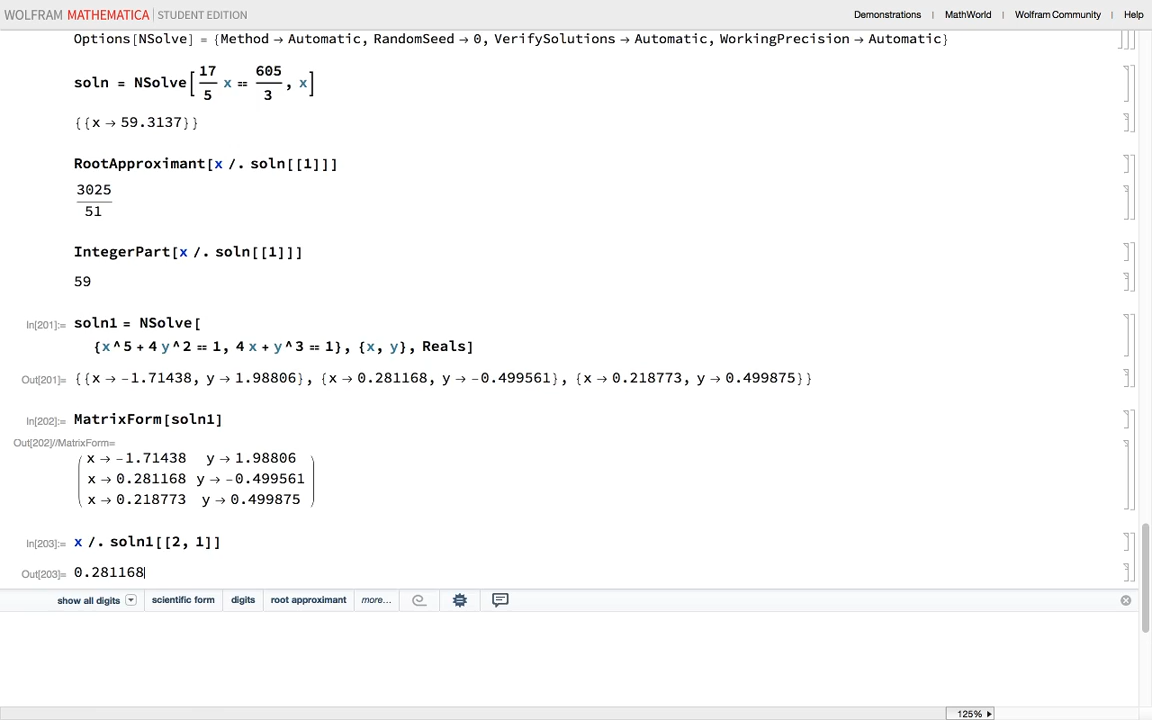 WOLFRAM MATHEMATICA | STUDENT EDITION Demonstrations | MathWorld | Wolfram Community | Help
Options[NSolve] = {Method → Automatic, RandomSeed → 0, VerifySolutions → Automatic, WorkingPrecision → Automatic}
soln = NSolve[17/5 x == 605/3, x]
{{x → 59.3137}}
RootApproximant[x /. soln[[1]]]
3025
51
IntegerPart[x /. soln[[1]]]
59
In[201]:= soln1 = NSolve[
{x^5 + 4 y^2 == 1, 4 x + y^3 == 1}, {x, y}, Reals]
Out[201]= {{x → -1.71438, y → 1.98806}, {x → 0.281168, y → -0.499561}, {x → 0.218773, y → 0.499875}}
In[202]:= MatrixForm[soln1]
Out[202]//MatrixForm=
x → -1.71438 y → 1.98806
x → 0.281168 y → -0.499561
x → 0.218773 y → 0.499875
In[203]:= x /. soln1[[2, 1]]
Out[203]= 0.281168
show all digits scientific form digits root approximant more...
125%